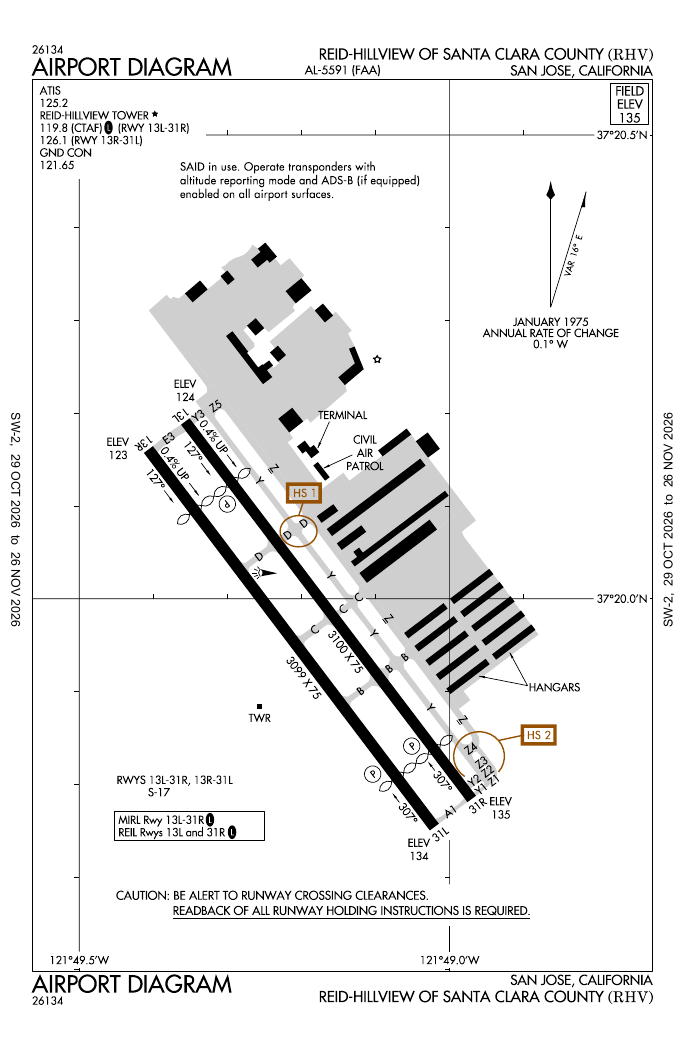 26134
AIRPORT DIAGRAM
AL-5591 (FAA)
REID-HILLVIEW OF SANTA CLARA COUNTY (RHV)
SAN JOSE, CALIFORNIA
ATIS
125.2
REID-HILLVIEW TOWER ★
119.8 (CTAF) L (RWY 13L-31R)
126.1 (RWY 13R-31L)
GND CON
121.65
FIELD
ELEV
135
37°20.5'N
SAID in use. Operate transponders with
altitude reporting mode and ADS-B (if equipped)
enabled on all airport surfaces.
VAR 16° E
JANUARY 1975
ANNUAL RATE OF CHANGE
0.1° W
ELEV
124
ELEV
123
13L
13R
Y3
Z5
E3
0.4% UP
127°
0.4% UP
127°
TERMINAL
CIVIL
AIR
PATROL
Z
Y
HS 1
P
D
D
D
Y
37°20.0'N
C
C
C
Z
Y
3100 X 75
3099 X 75
B
B
B
HANGARS
Y
Z
TWR
HS 2
P
P
Z4
Z3
Z2
Z1
Y2
Y1
307°
307°
A1
31R
ELEV
135
31L
ELEV
134
RWYS 13L-31R, 13R-31L
S-17
MIRL Rwy 13L-31R L
REIL Rwys 13L and 31R L
CAUTION: BE ALERT TO RUNWAY CROSSING CLEARANCES.
READBACK OF ALL RUNWAY HOLDING INSTRUCTIONS IS REQUIRED.
121°49.5'W
121°49.0'W
SW-2, 29 OCT 2026 to 26 NOV 2026
SW-2, 29 OCT 2026 to 26 NOV 2026
AIRPORT DIAGRAM
26134
SAN JOSE, CALIFORNIA
REID-HILLVIEW OF SANTA CLARA COUNTY (RHV)